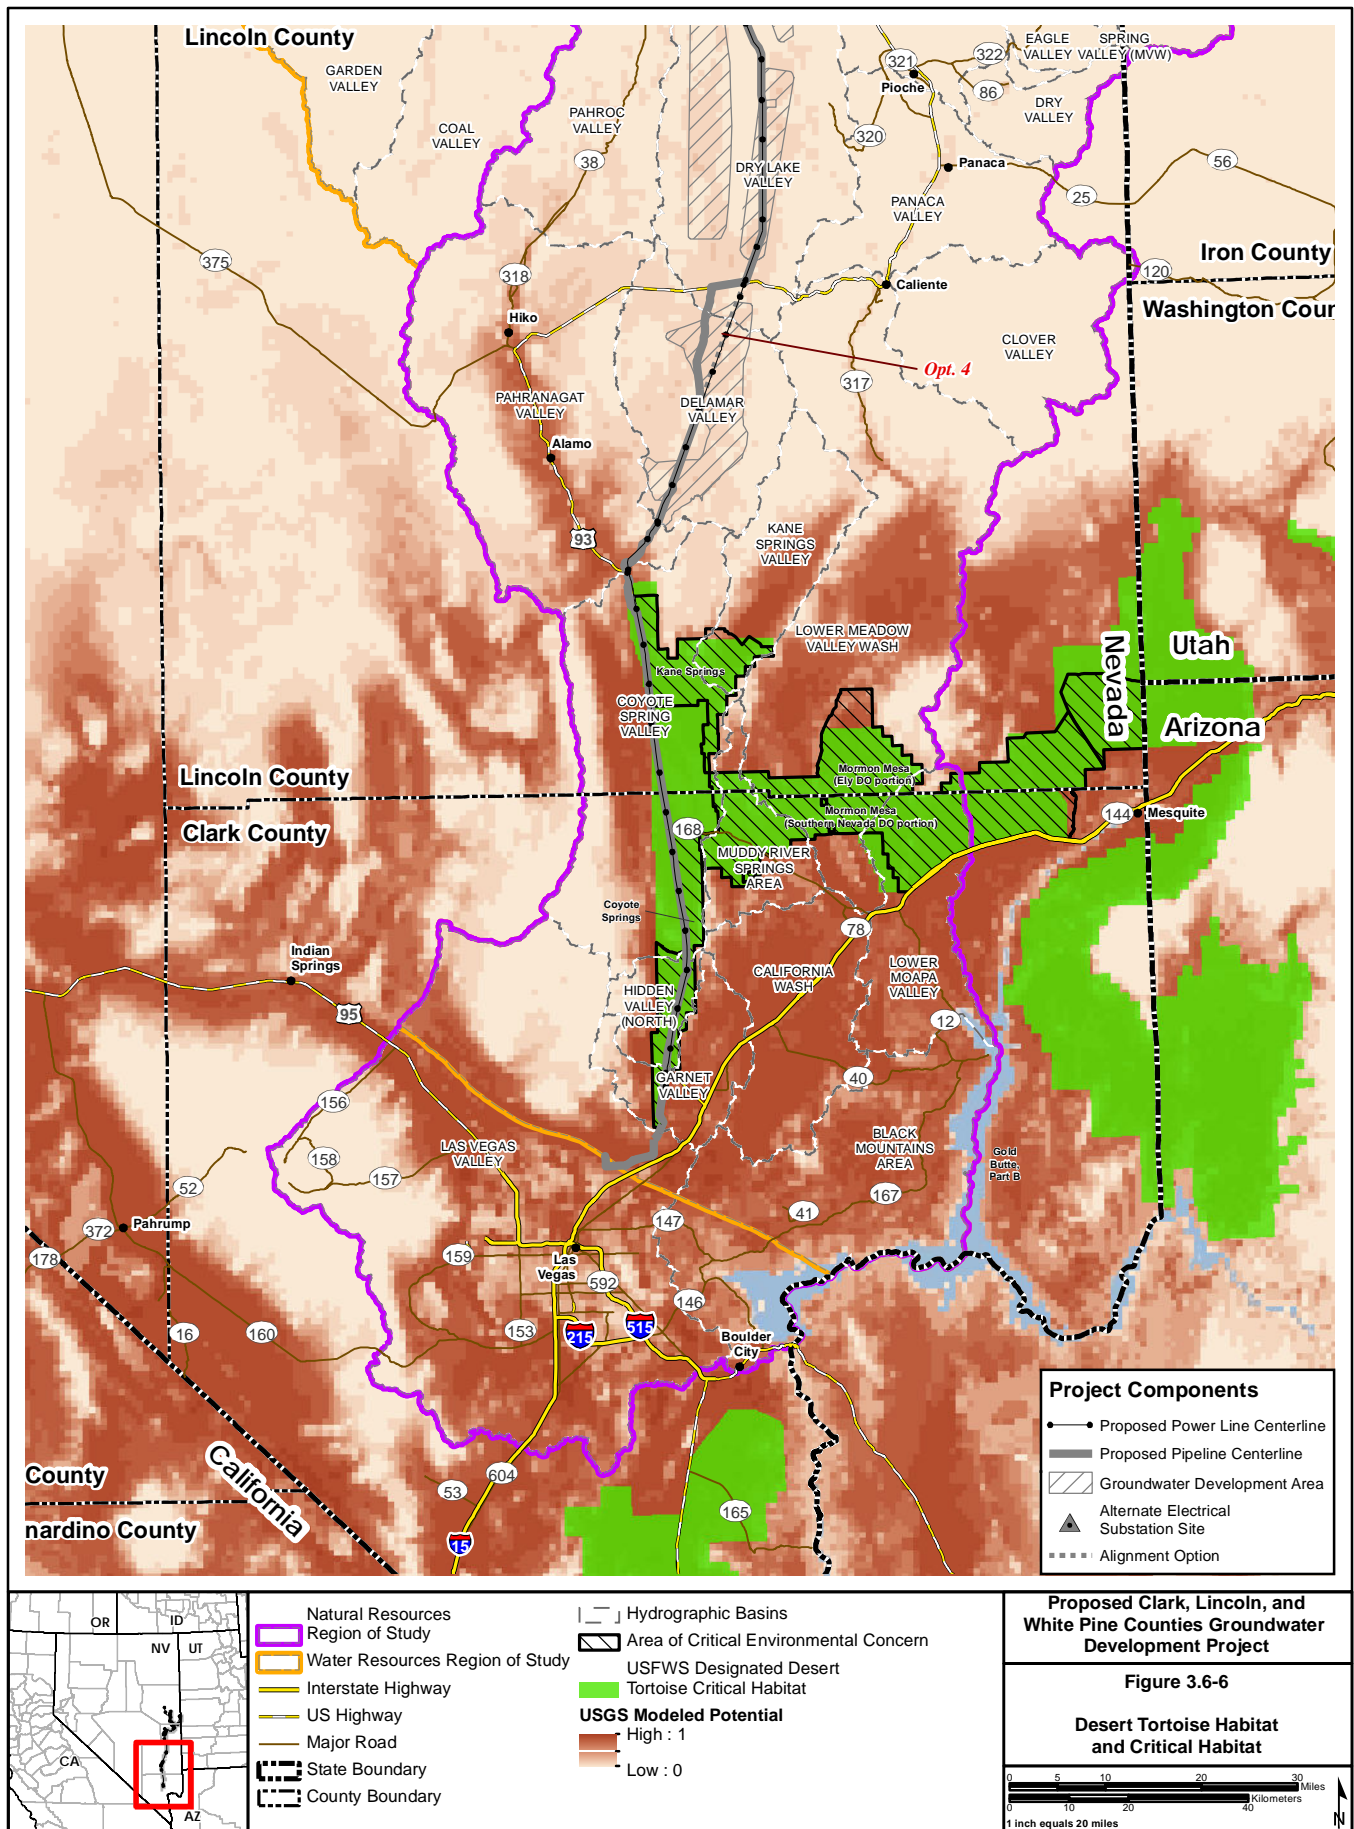 Lincoln County
GARDEN
VALLEY
COAL
VALLEY
PAHROC
VALLEY
38
DRY LAKE
VALLEY
321
Pioche
322
86
EAGLE
VALLEY
SPRING
VALLEY (MVW)
DRY
VALLEY
320
Panaca
PANACA
VALLEY
56
25
375
318
Hiko
Caliente
120
Iron County
Washington Coun
CLOVER
VALLEY
Opt. 4
317
PAHRANAGAT
VALLEY
DELAMAR
VALLEY
Alamo
93
KANE
SPRINGS
VALLEY
LOWER MEADOW
VALLEY WASH
Kane Springs
COYOTE
SPRING
VALLEY
Nevada
Utah
Arizona
Lincoln County
Clark County
Mormon Mesa
(Ely DO portion)
Mormon Mesa
(Southern Nevada DO portion)
168
144
Mesquite
MUDDY RIVER
SPRINGS
AREA
Coyote
Springs
78
Indian
Springs
95
HIDDEN
VALLEY
(NORTH)
CALIFORNIA
WASH
LOWER
MOAPA
VALLEY
12
GARNET
VALLEY
40
156
158
157
LAS VEGAS
VALLEY
BLACK
MOUNTAINS
AREA
Gold
Butte,
Part B
52
372
Pahrump
178
167
41
147
159
Las
Vegas
592
146
16
160
153
215
515
Boulder
City
California
County
nardino County
604
53
15
165
Project Components
Proposed Power Line Centerline
Proposed Pipeline Centerline
Groundwater Development Area
Alternate Electrical
Substation Site
Alignment Option
OR
ID
NV
UT
CA
AZ
Natural Resources
Region of Study
Water Resources Region of Study
Interstate Highway
US Highway
Major Road
State Boundary
County Boundary
Hydrographic Basins
Area of Critical Environmental Concern
USFWS Designated Desert
Tortoise Critical Habitat
USGS Modeled Potential
High : 1
Low : 0
Proposed Clark, Lincoln, and
White Pine Counties Groundwater
Development Project
Figure 3.6-6
Desert Tortoise Habitat
and Critical Habitat
0 5 10 20 30
Miles
Kilometers
0 10 20 40
1 inch equals 20 miles
N